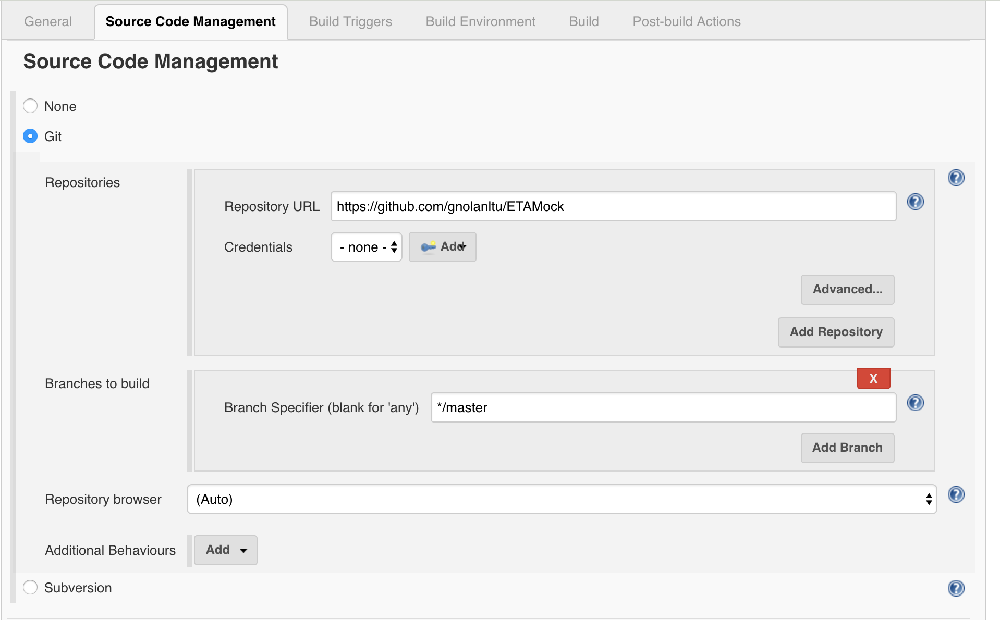 General Source Code Management Build Triggers Build Environment Build Post-build Actions
Source Code Management
None
Git
Repositories
Repository URL https://github.com/gnolanltu/ETAMock
Credentials - none - Add
Advanced...
Add Repository
Branches to build
X
Branch Specifier (blank for 'any') */master
Add Branch
Repository browser (Auto)
Additional Behaviours Add
Subversion